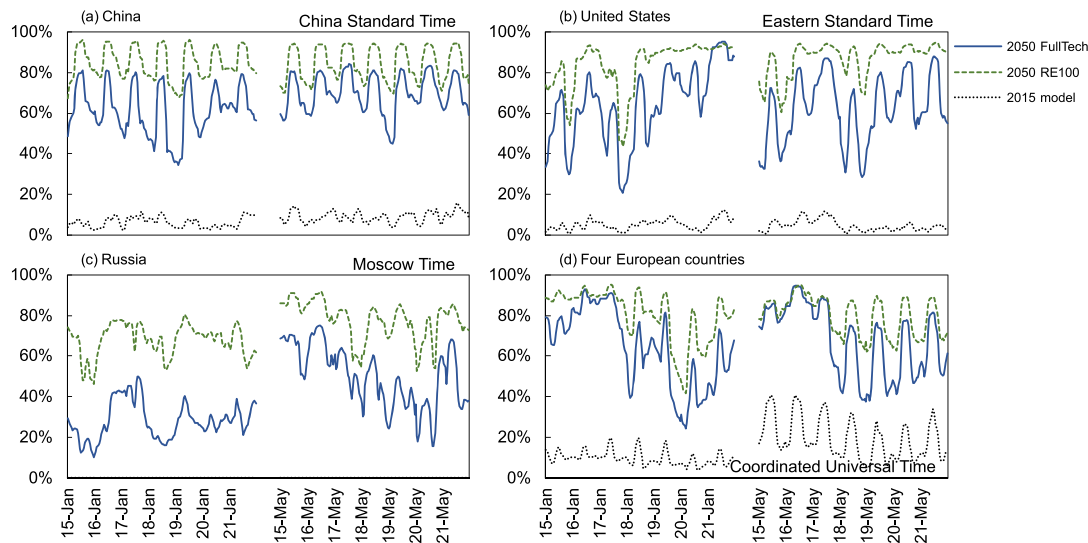 (a) China
China Standard Time
(b) United States
Eastern Standard Time
100%
80%
60%
40%
20%
0%
100%
80%
60%
40%
20%
0%
2050 FullTech
2050 RE100
2015 model
(c) Russia
Moscow Time
(d) Four European countries
100%
80%
60%
40%
20%
0%
100%
80%
60%
40%
20%
0%
Coordinated Universal Time
15-Jan
16-Jan
17-Jan
18-Jan
19-Jan
20-Jan
21-Jan
15-May
16-May
17-May
18-May
19-May
20-May
21-May
15-Jan
16-Jan
17-Jan
18-Jan
19-Jan
20-Jan
21-Jan
15-May
16-May
17-May
18-May
19-May
20-May
21-May